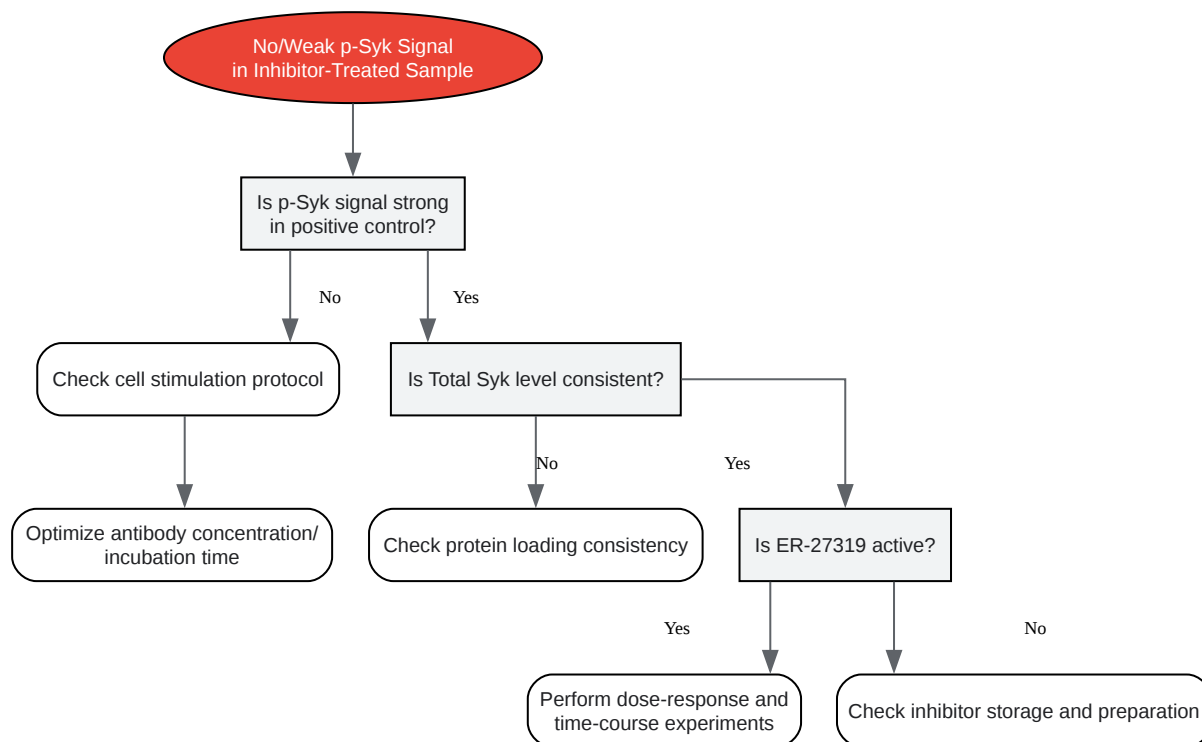 No/Weak p-Syk Signal
in Inhibitor-Treated Sample
Is p-Syk signal strong
in positive control?
No
Yes
Check cell stimulation protocol
Is Total Syk level consistent?
No
Yes
Optimize antibody concentration/
incubation time
Check protein loading consistency
Is ER-27319 active?
Yes
No
Perform dose-response and
time-course experiments
Check inhibitor storage and preparation